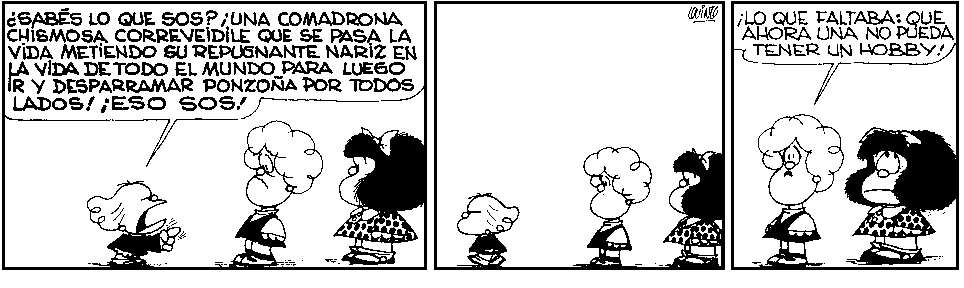 ¿SABÉS LO QUE SOS? ¡UNA COMADRONA
CHISMOSA CORREVEIDILE QUE SE PASA LA
VIDA METIENDO SU REPUGNANTE NARIZ EN
LA VIDA DE TODO EL MUNDO PARA LUEGO
IR Y DESPARRAMAR PONZOÑA POR TODOS
LADOS! ¡ESO SOS!
QUINO
¡LO QUE FALTABA: QUE
AHORA UNA NO PUEDA
TENER UN HOBBY!